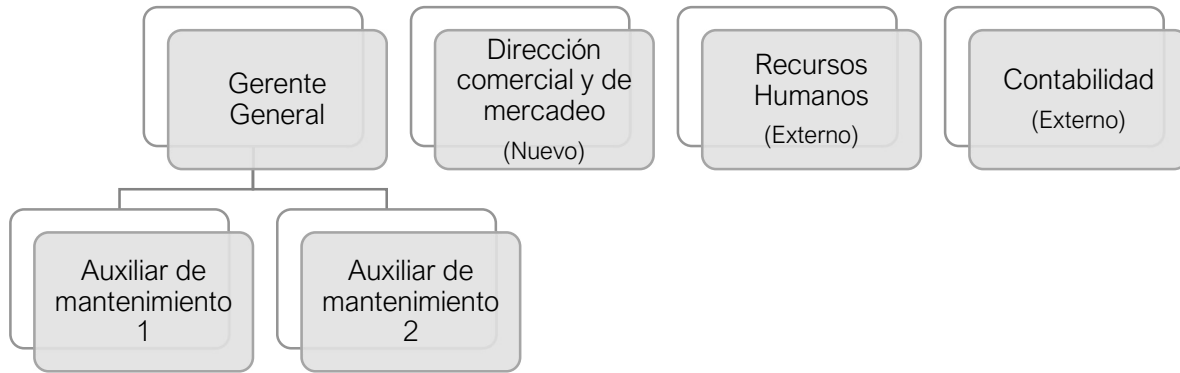 Gerente
General
Dirección
comercial y de
mercadeo
(Nuevo)
Recursos
Humanos
(Externo)
Contabilidad
(Externo)
Auxiliar de
mantenimiento
1
Auxiliar de
mantenimiento
2